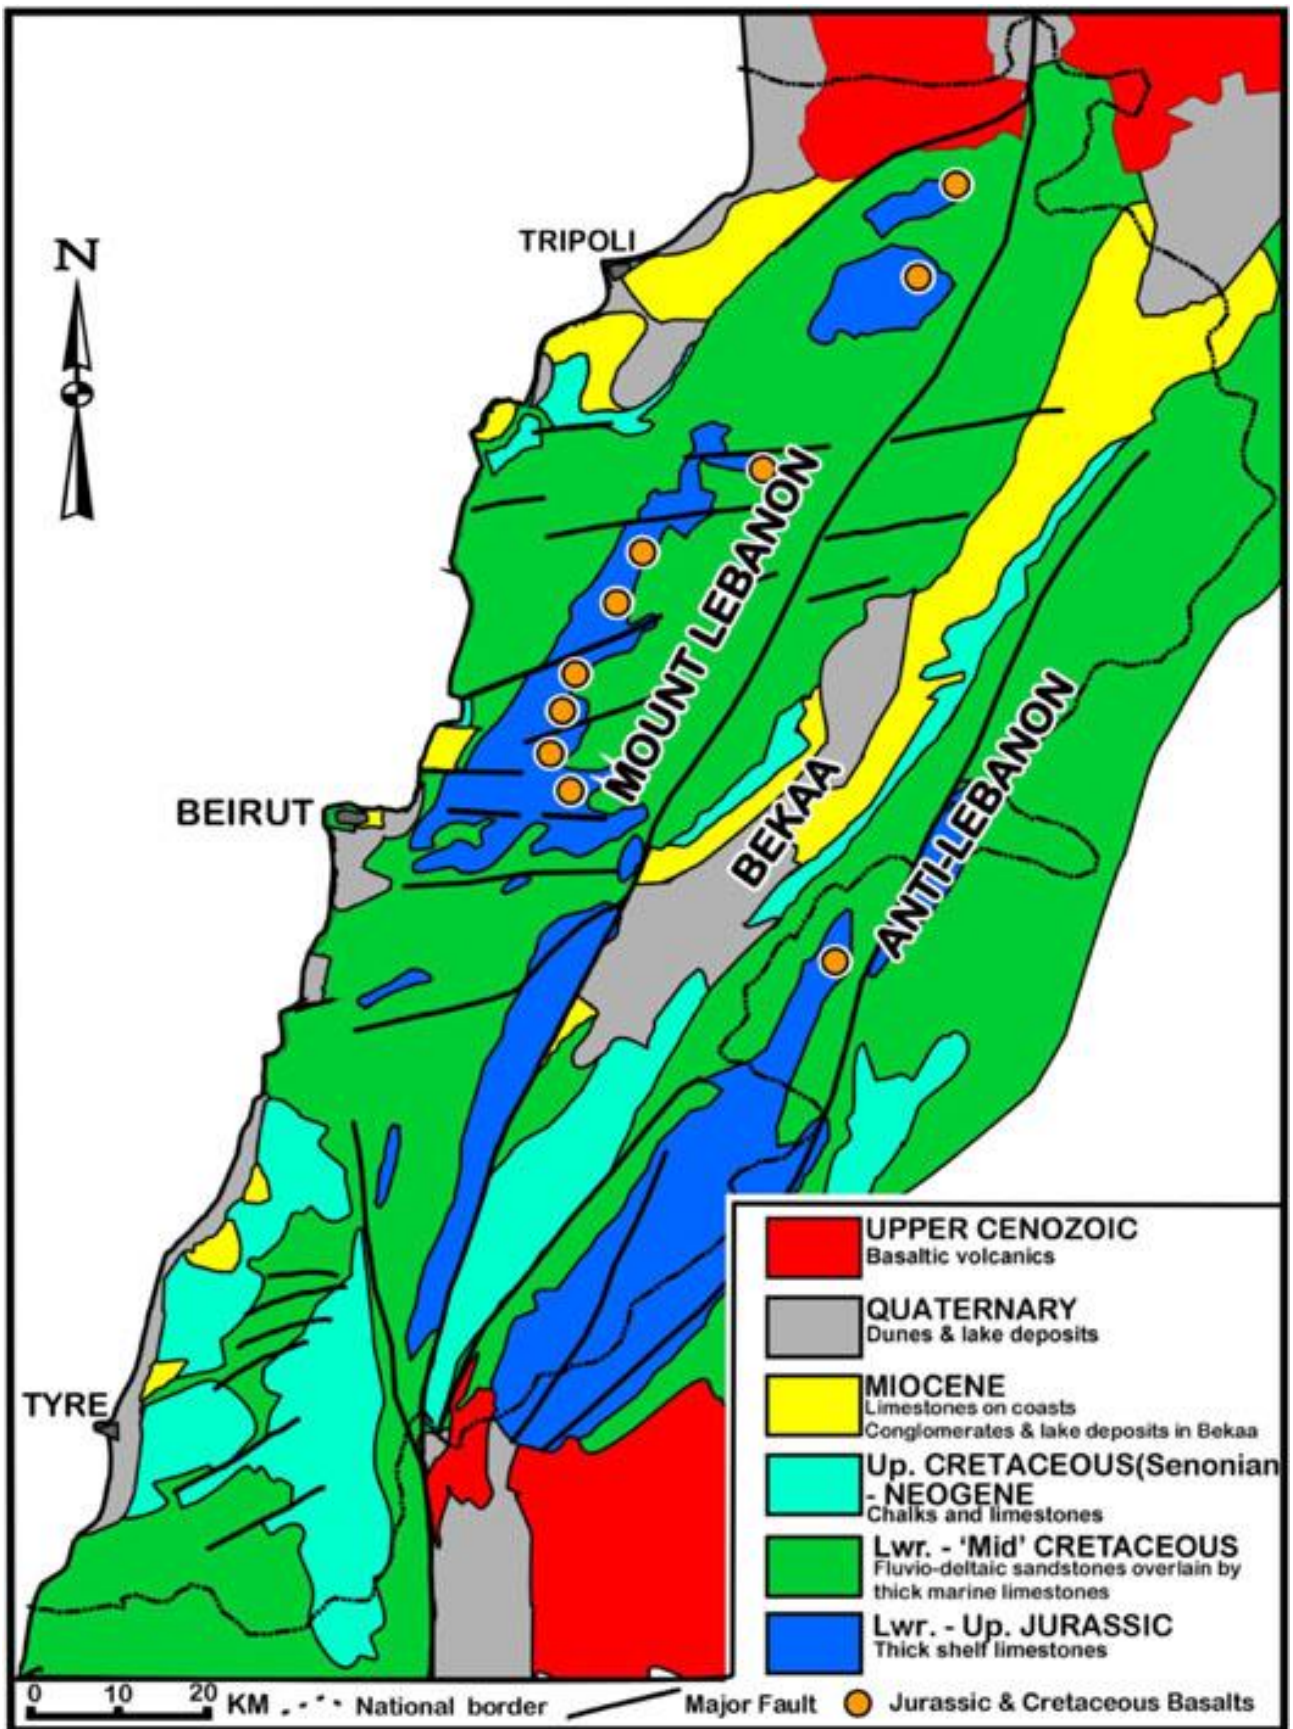 N
TRIPOLI
MOUNT LEBANON
BEKAA
BEIRUT
ANTI-LEBANON
TYRE
UPPER CENOZOIC
Basaltic volcanics
QUATERNARY
Dunes & lake deposits
MIOCENE
Limestones on coasts
Conglomerates & lake deposits in Bekaa
Up. CRETACEOUS(Senonian
- NEOGENE
Chalks and limestones
Lwr. - 'Mid' CRETACEOUS
Fluvio-deltaic sandstones overlain by
thick marine limestones
Lwr. - Up. JURASSIC
Thick shelf limestones
0 10 20 KM National border Major Fault Jurassic & Cretaceous Basalts